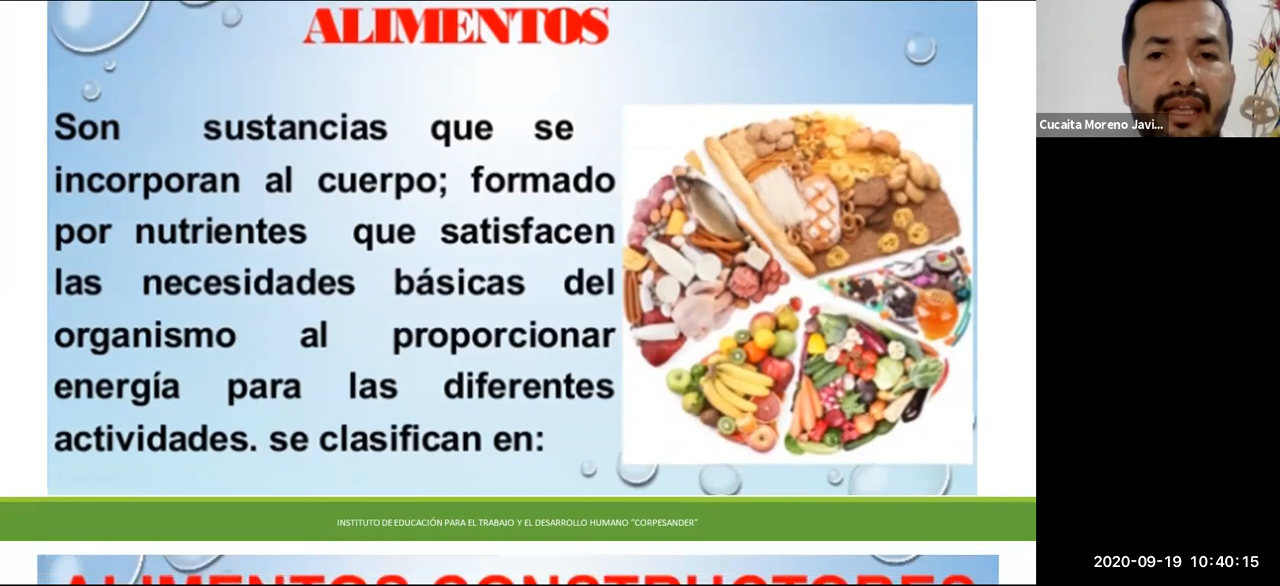 ALIMENTOS
Son sustancias que se
incorporan al cuerpo; formado
por nutrientes que satisfacen
las necesidades básicas del
organismo al proporcionar
energía para las diferentes
actividades. se clasifican en:
INSTITUTO DE EDUCACIÓN PARA EL TRABAJO Y EL DESARROLLO HUMANO “CORPESANDER”
ALIMENTOS CONSTRUCTORES
Cucaita Moreno Javi...
2020-09-19 10:40:15